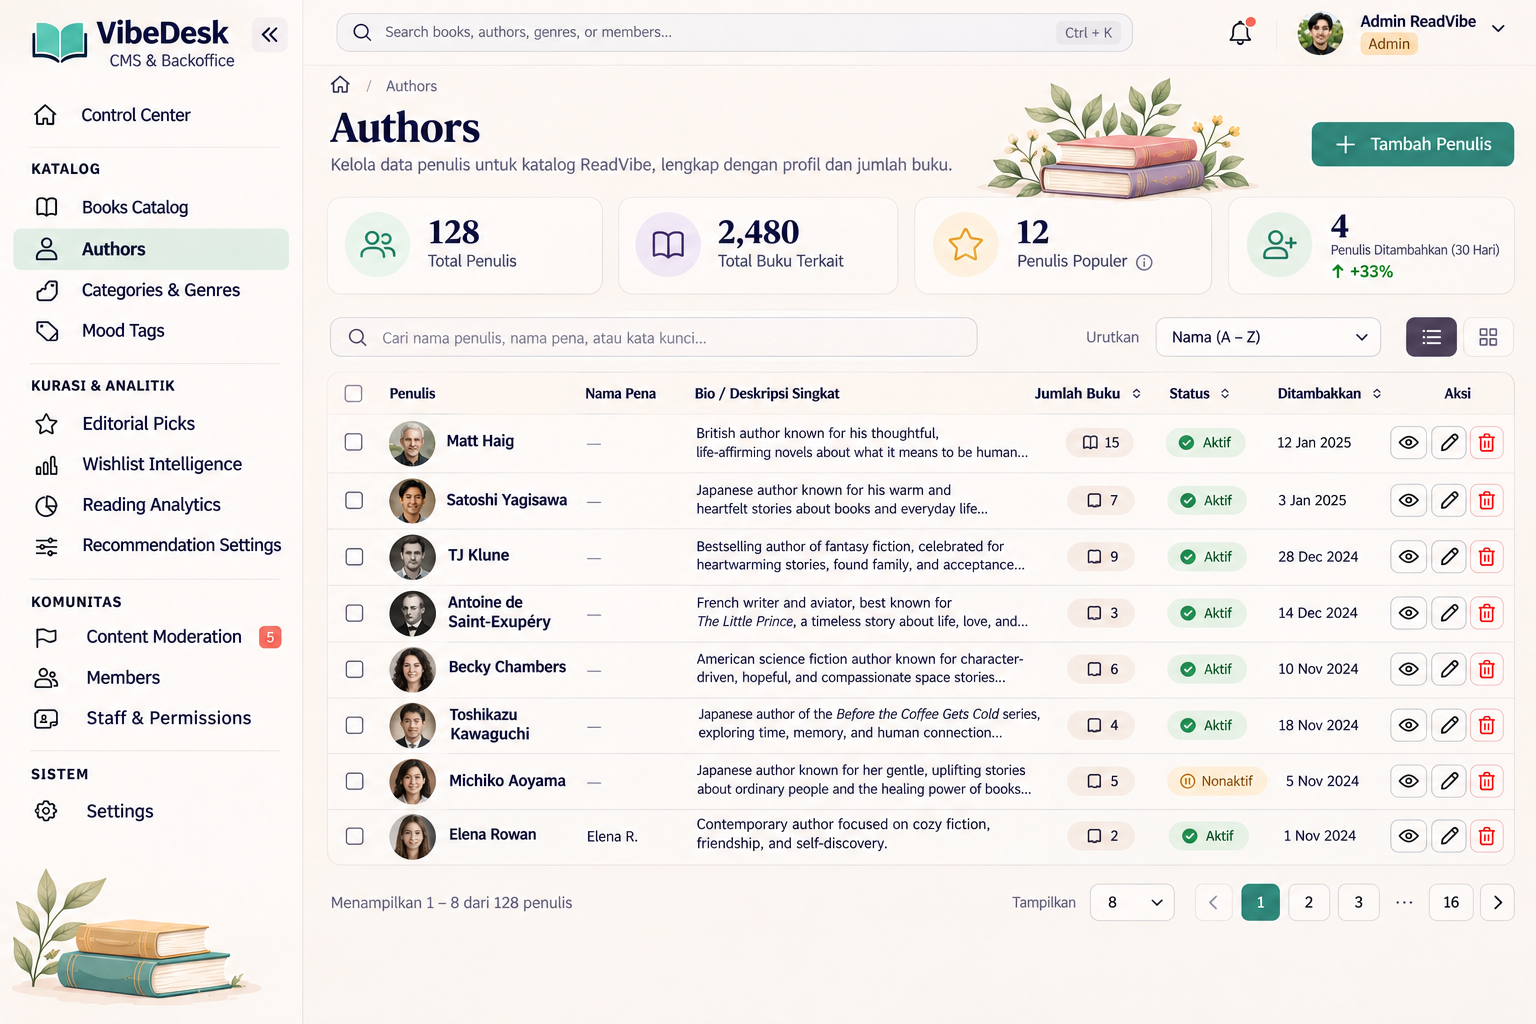 VibeDesk
CMS & Backoffice
Control Center
KATALOG
Books Catalog
Authors
Categories & Genres
Mood Tags
KURASI & ANALITIK
Editorial Picks
Wishlist Intelligence
Reading Analytics
Recommendation Settings
KOMUNITAS
Content Moderation 5
Members
Staff & Permissions
SISTEM
Settings
Search books, authors, genres, or members... Ctrl + K
Admin ReadVibe
Admin
/ Authors
Authors
Kelola data penulis untuk katalog ReadVibe, lengkap dengan profil dan jumlah buku.
+ Tambah Penulis
128
Total Penulis
2,480
Total Buku Terkait
12
Penulis Populer
4
Penulis Ditambahkan (30 Hari)
↑ +33%
Cari nama penulis, nama pena, atau kata kunci...
Urutkan Nama (A – Z)
Penulis Nama Pena Bio / Deskripsi Singkat Jumlah Buku Status Ditambakkan Aksi
Matt Haig — British author known for his thoughtful,
life-affirming novels about what it means to be human... 15 Aktif 12 Jan 2025
Satoshi Yagisawa — Japanese author known for his warm and
heartfelt stories about books and everyday life... 7 Aktif 3 Jan 2025
TJ Klune — Bestselling author of fantasy fiction, celebrated for
heartwarming stories, found family, and acceptance... 9 Aktif 28 Dec 2024
Antoine de
Saint-Exupéry — French writer and aviator, best known for
The Little Prince, a timeless story about life, love, and... 3 Aktif 14 Dec 2024
Becky Chambers — American science fiction author known for character-
driven, hopeful, and compassionate space stories... 6 Aktif 10 Nov 2024
Toshikazu
Kawaguchi — Japanese author of the Before the Coffee Gets Cold series,
exploring time, memory, and human connection... 4 Aktif 18 Nov 2024
Michiko Aoyama — Japanese author known for her gentle, uplifting stories
about ordinary people and the healing power of books... 5 Nonaktif 5 Nov 2024
Elena Rowan Elena R. Contemporary author focused on cozy fiction,
friendship, and self-discovery. 2 Aktif 1 Nov 2024
Menampilkan 1 – 8 dari 128 penulis
Tampilkan 8
1 2 3 ... 16